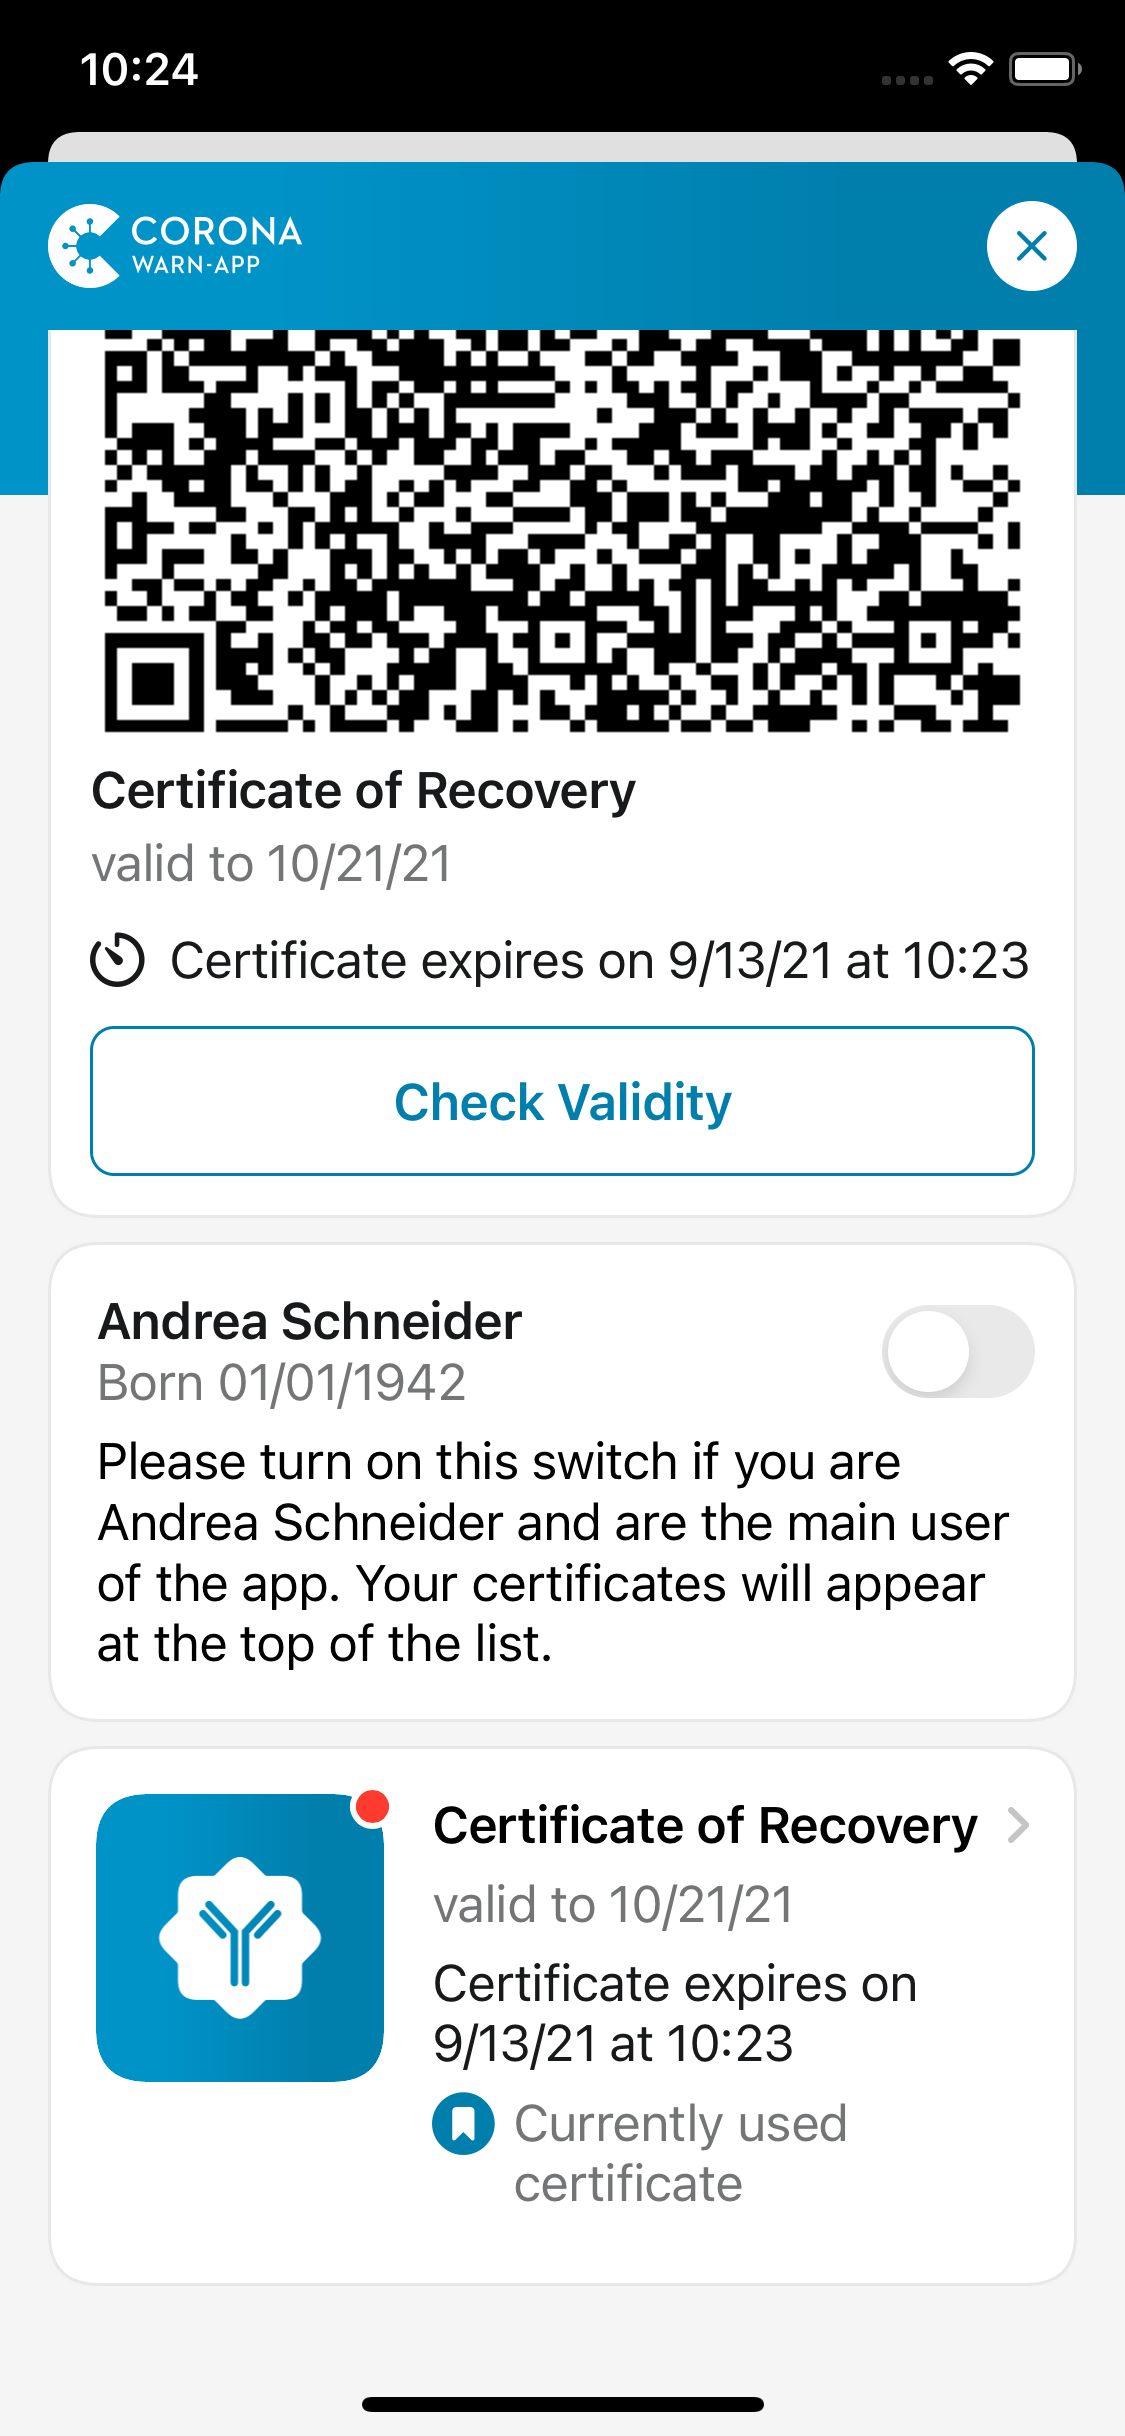 10:24
CORONA
WARN-APP
Certificate of Recovery
valid to 10/21/21
Certificate expires on 9/13/21 at 10:23
Check Validity
Andrea Schneider
Born 01/01/1942
Please turn on this switch if you are
Andrea Schneider and are the main user
of the app. Your certificates will appear
at the top of the list.
Certificate of Recovery
valid to 10/21/21
Certificate expires on
9/13/21 at 10:23
Currently used
certificate